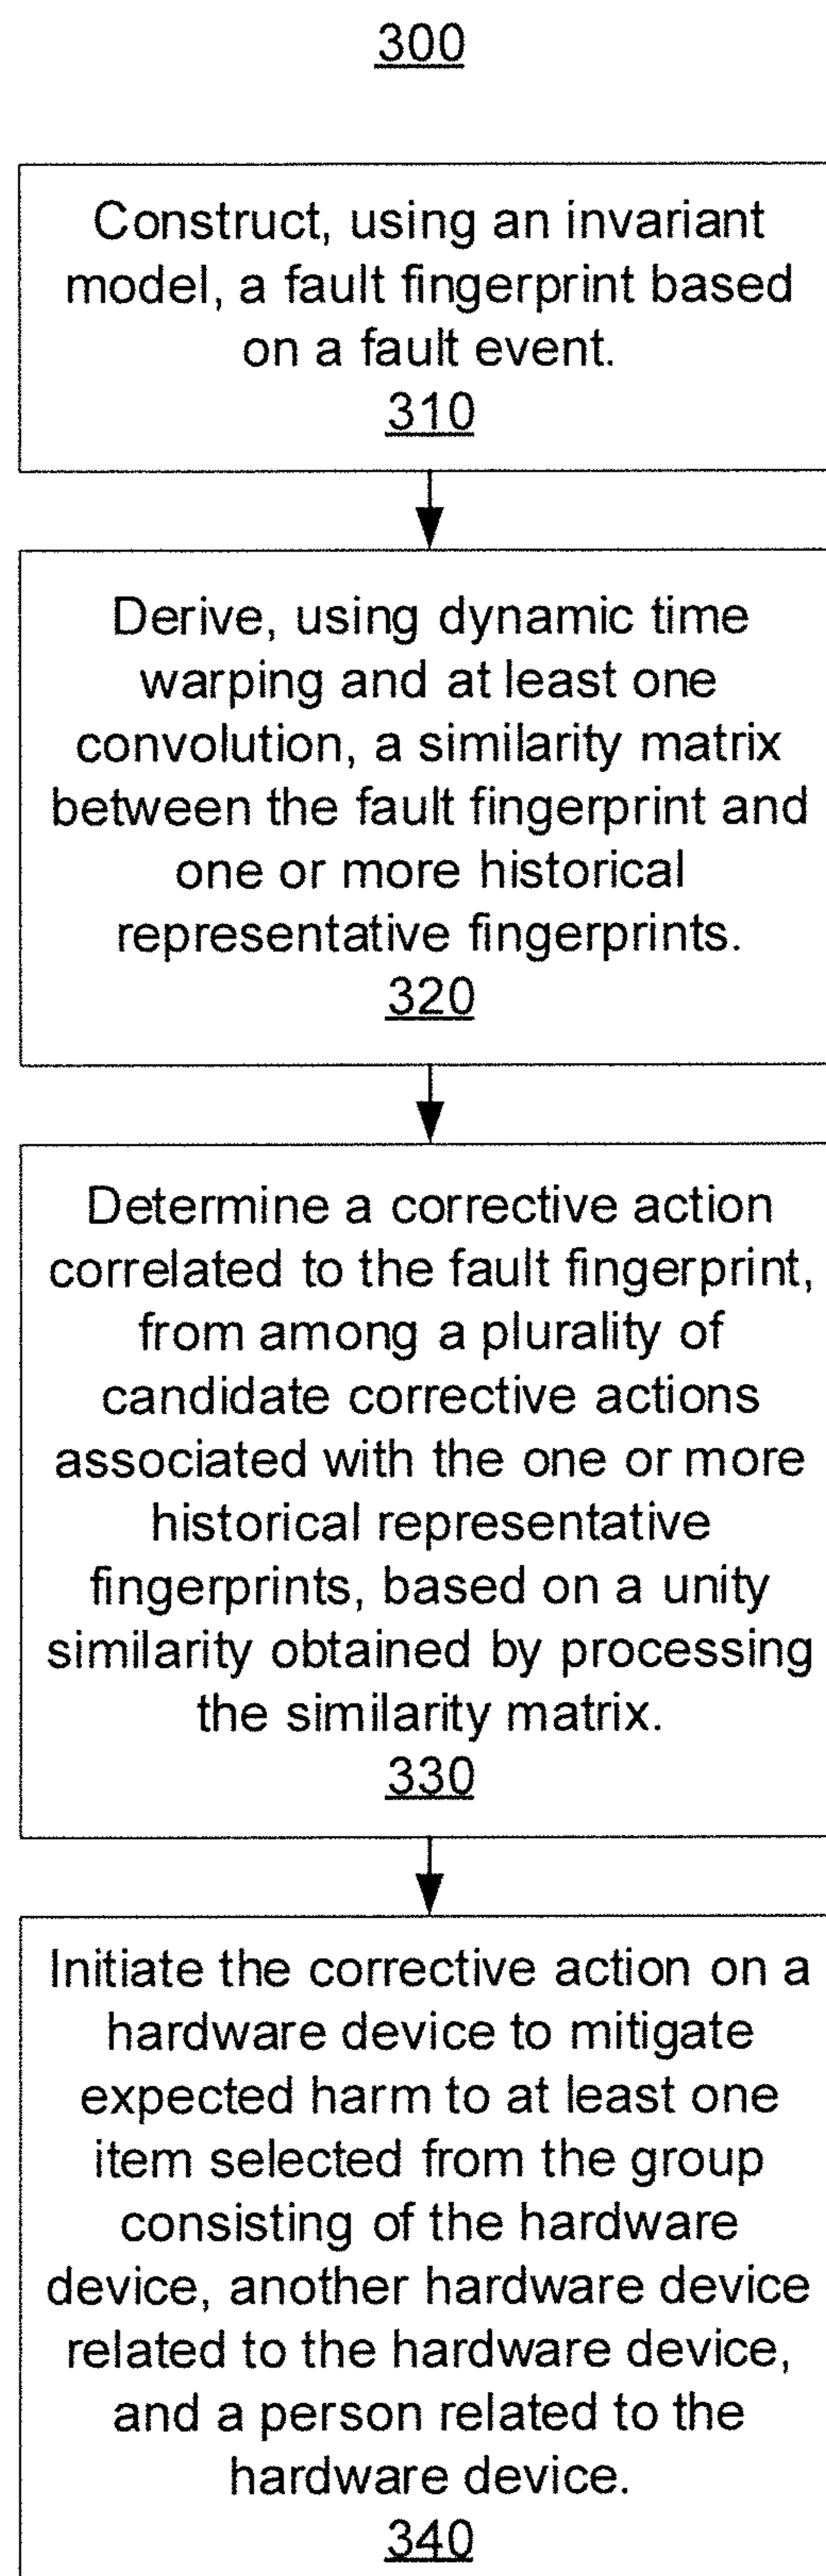 300
Construct, using an invariant
model, a fault fingerprint based
on a fault event.
310
Derive, using dynamic time
warping and at least one
convolution, a similarity matrix
between the fault fingerprint and
one or more historical
representative fingerprints.
320
Determine a corrective action
correlated to the fault fingerprint,
from among a plurality of
candidate corrective actions
associated with the one or more
historical representative
fingerprints, based on a unity
similarity obtained by processing
the similarity matrix.
330
Initiate the corrective action on a
hardware device to mitigate
expected harm to at least one
item selected from the group
consisting of the hardware
device, another hardware device
related to the hardware device,
and a person related to the
hardware device.
340